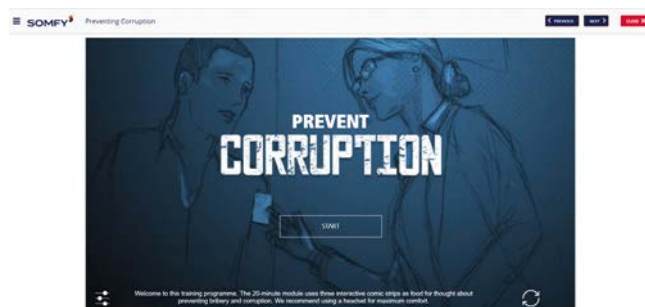 SOMFY Preventing Corruption PREVIOUS NEXT CLOSE
PREVENT
CORRUPTION
START
Welcome to this training programme. The 20-minute module uses three interactive comic strips as food for thought about
preventing bribery and corruption. We recommend using a headset for maximum comfort.